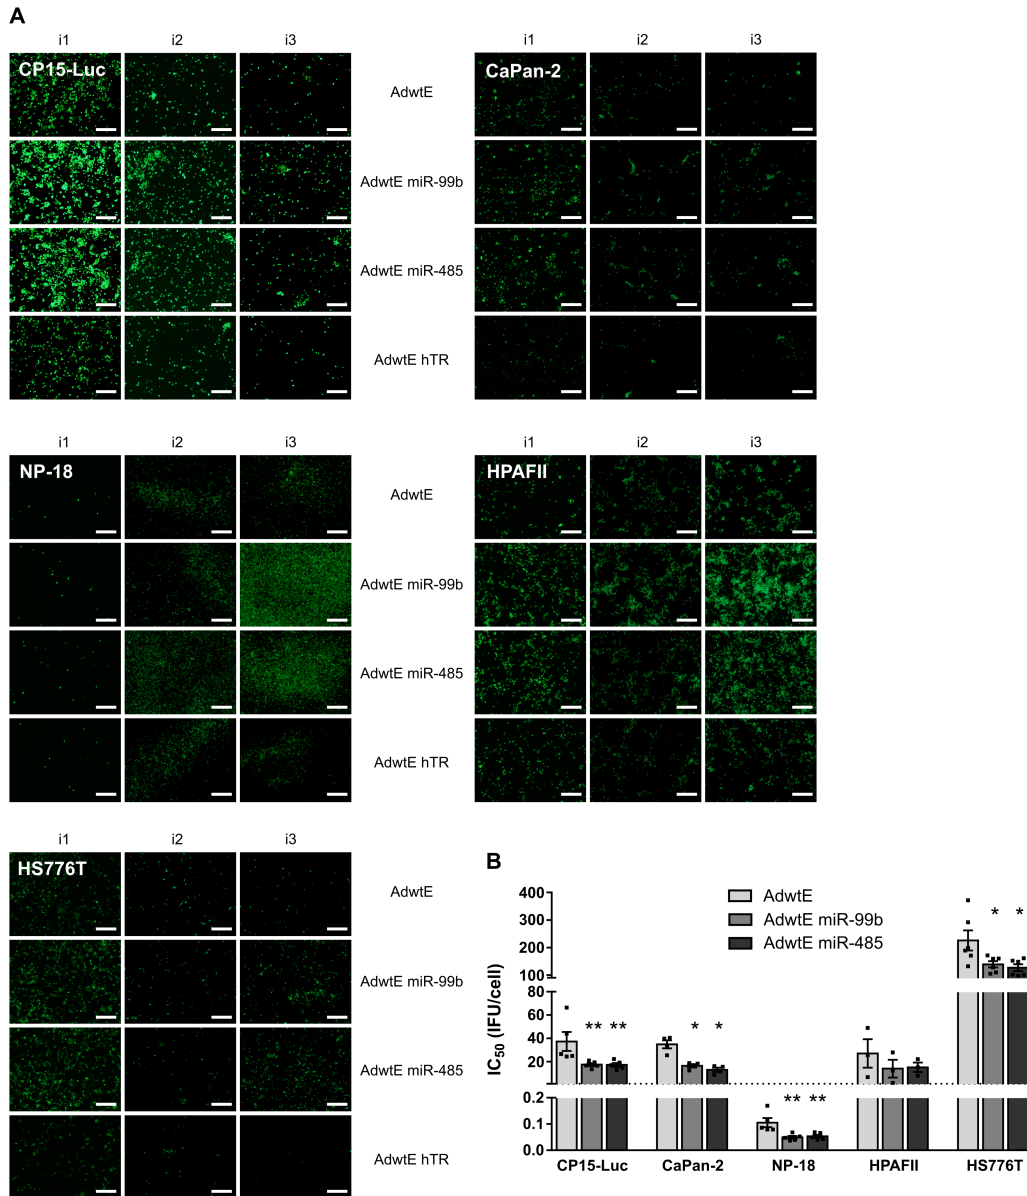 A
i1 i2 i3
CP15-Luc
i1 i2 i3
CaPan-2
AdwtE
AdwtE miR-99b
AdwtE miR-485
AdwtE hTR
i1 i2 i3
NP-18
i1 i2 i3
HPAFII
AdwtE
AdwtE miR-99b
AdwtE miR-485
AdwtE hTR
i1 i2 i3
HS776T
AdwtE
AdwtE miR-99b
AdwtE miR-485
AdwtE hTR
B
AdwtE
AdwtE miR-99b
AdwtE miR-485
IC50 (IFU/cell)
400
300
200
100
80
60
40
20
0.2
0.1
0.0
** **
* *
** **
* *
CP15-Luc CaPan-2 NP-18 HPAFII HS776T